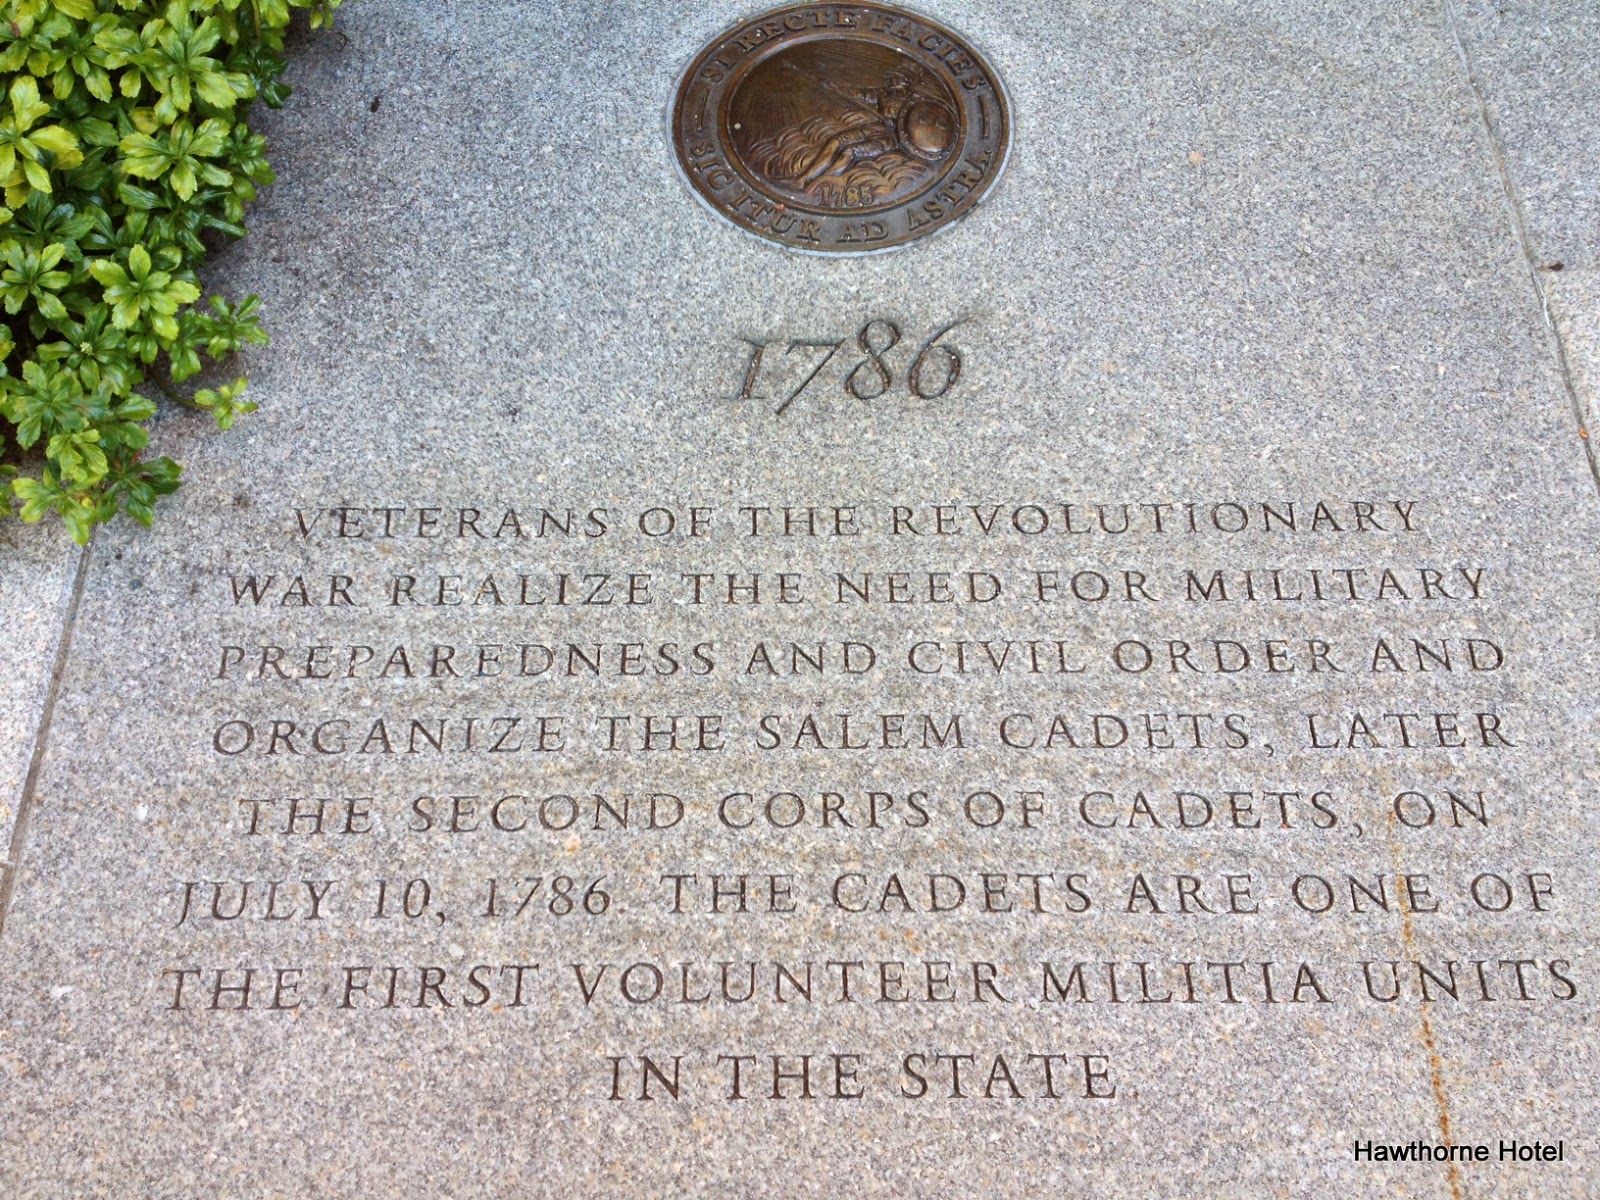 SI RECTE FACIES
1785
SIC ITUR AD ASTRA
1786
VETERANS OF THE REVOLUTIONARY
WAR REALIZE THE NEED FOR MILITARY
PREPAREDNESS AND CIVIL ORDER AND
ORGANIZE THE SALEM CADETS, LATER
THE SECOND CORPS OF CADETS, ON
JULY 10, 1786. THE CADETS ARE ONE OF
THE FIRST VOLUNTEER MILITIA UNITS
IN THE STATE
Hawthorne Hotel